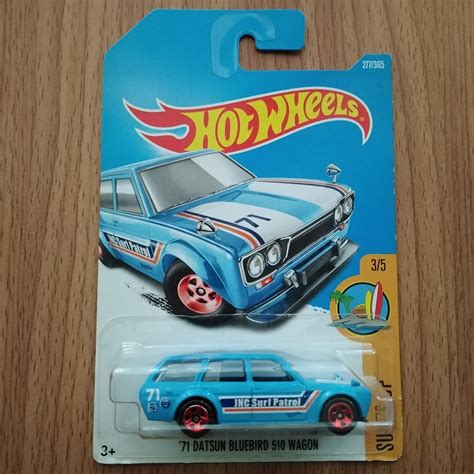 277/365
HOT WHEELS
71
JNC Surf Patrol
3/5
71
JNC Surf Patrol
'71 DATSUN BLUEBIRD 510 WAGON
3+